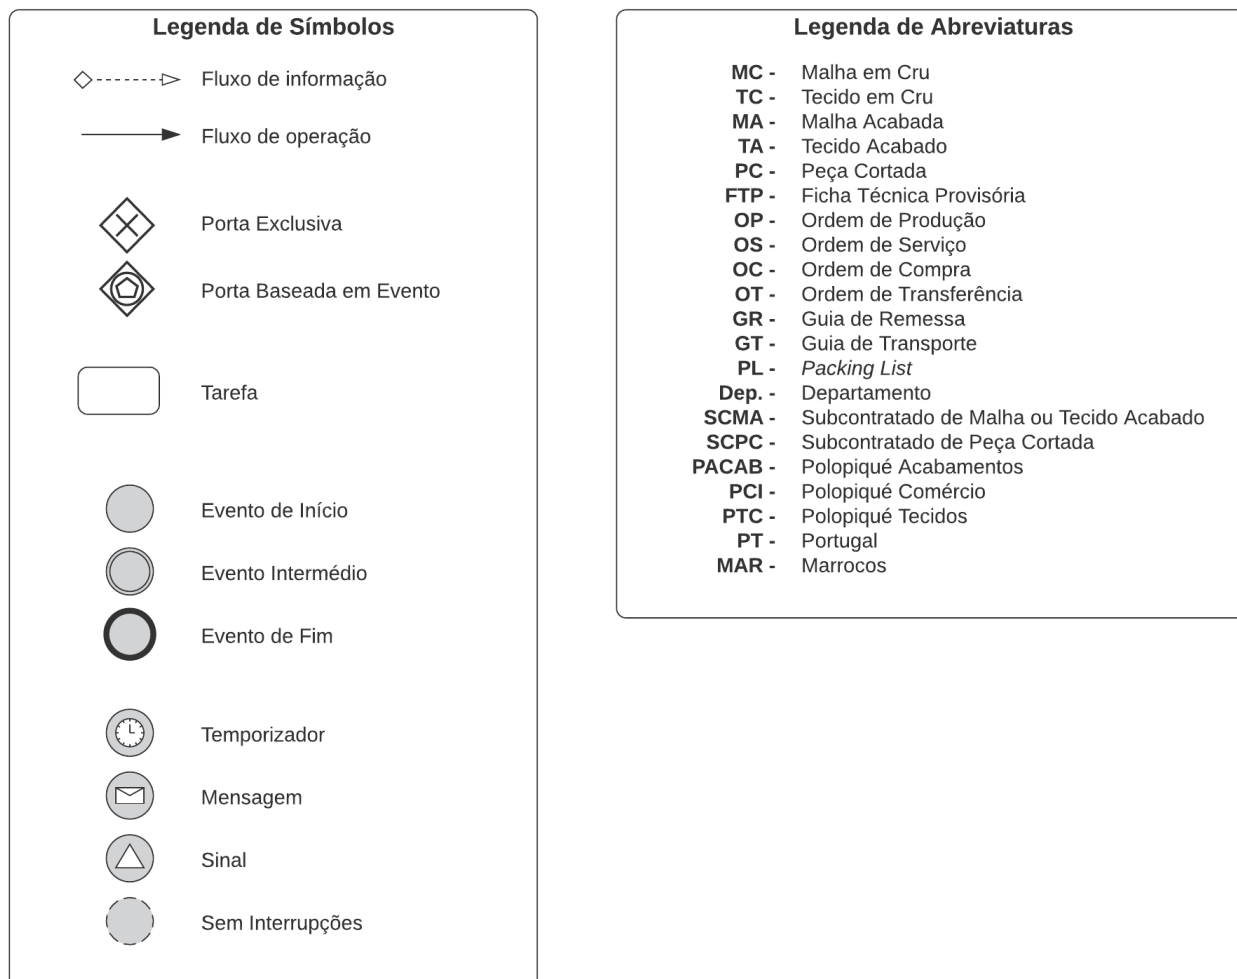 Legenda de Símbolos
Fluxo de informação
Fluxo de operação
Porta Exclusiva
Porta Baseada em Evento
Tarefa
Evento de Início
Evento Intermédio
Evento de Fim
Temporizador
Mensagem
Sinal
Sem Interrupções
Legenda de Abreviaturas
MC - Malha em Cru
TC - Tecido em Cru
MA - Malha Acabada
TA - Tecido Acabado
PC - Peça Cortada
FTP - Ficha Técnica Provisória
OP - Ordem de Produção
OS - Ordem de Serviço
OC - Ordem de Compra
OT - Ordem de Transferência
GR - Guia de Remessa
GT - Guia de Transporte
PL - Packing List
Dep. - Departamento
SCMA - Subcontratado de Malha ou Tecido Acabado
SCPC - Subcontratado de Peça Cortada
PACAB - Polopiqué Acabamentos
PCI - Polopiqué Comércio
PTC - Polopiqué Tecidos
PT - Portugal
MAR - Marrocos